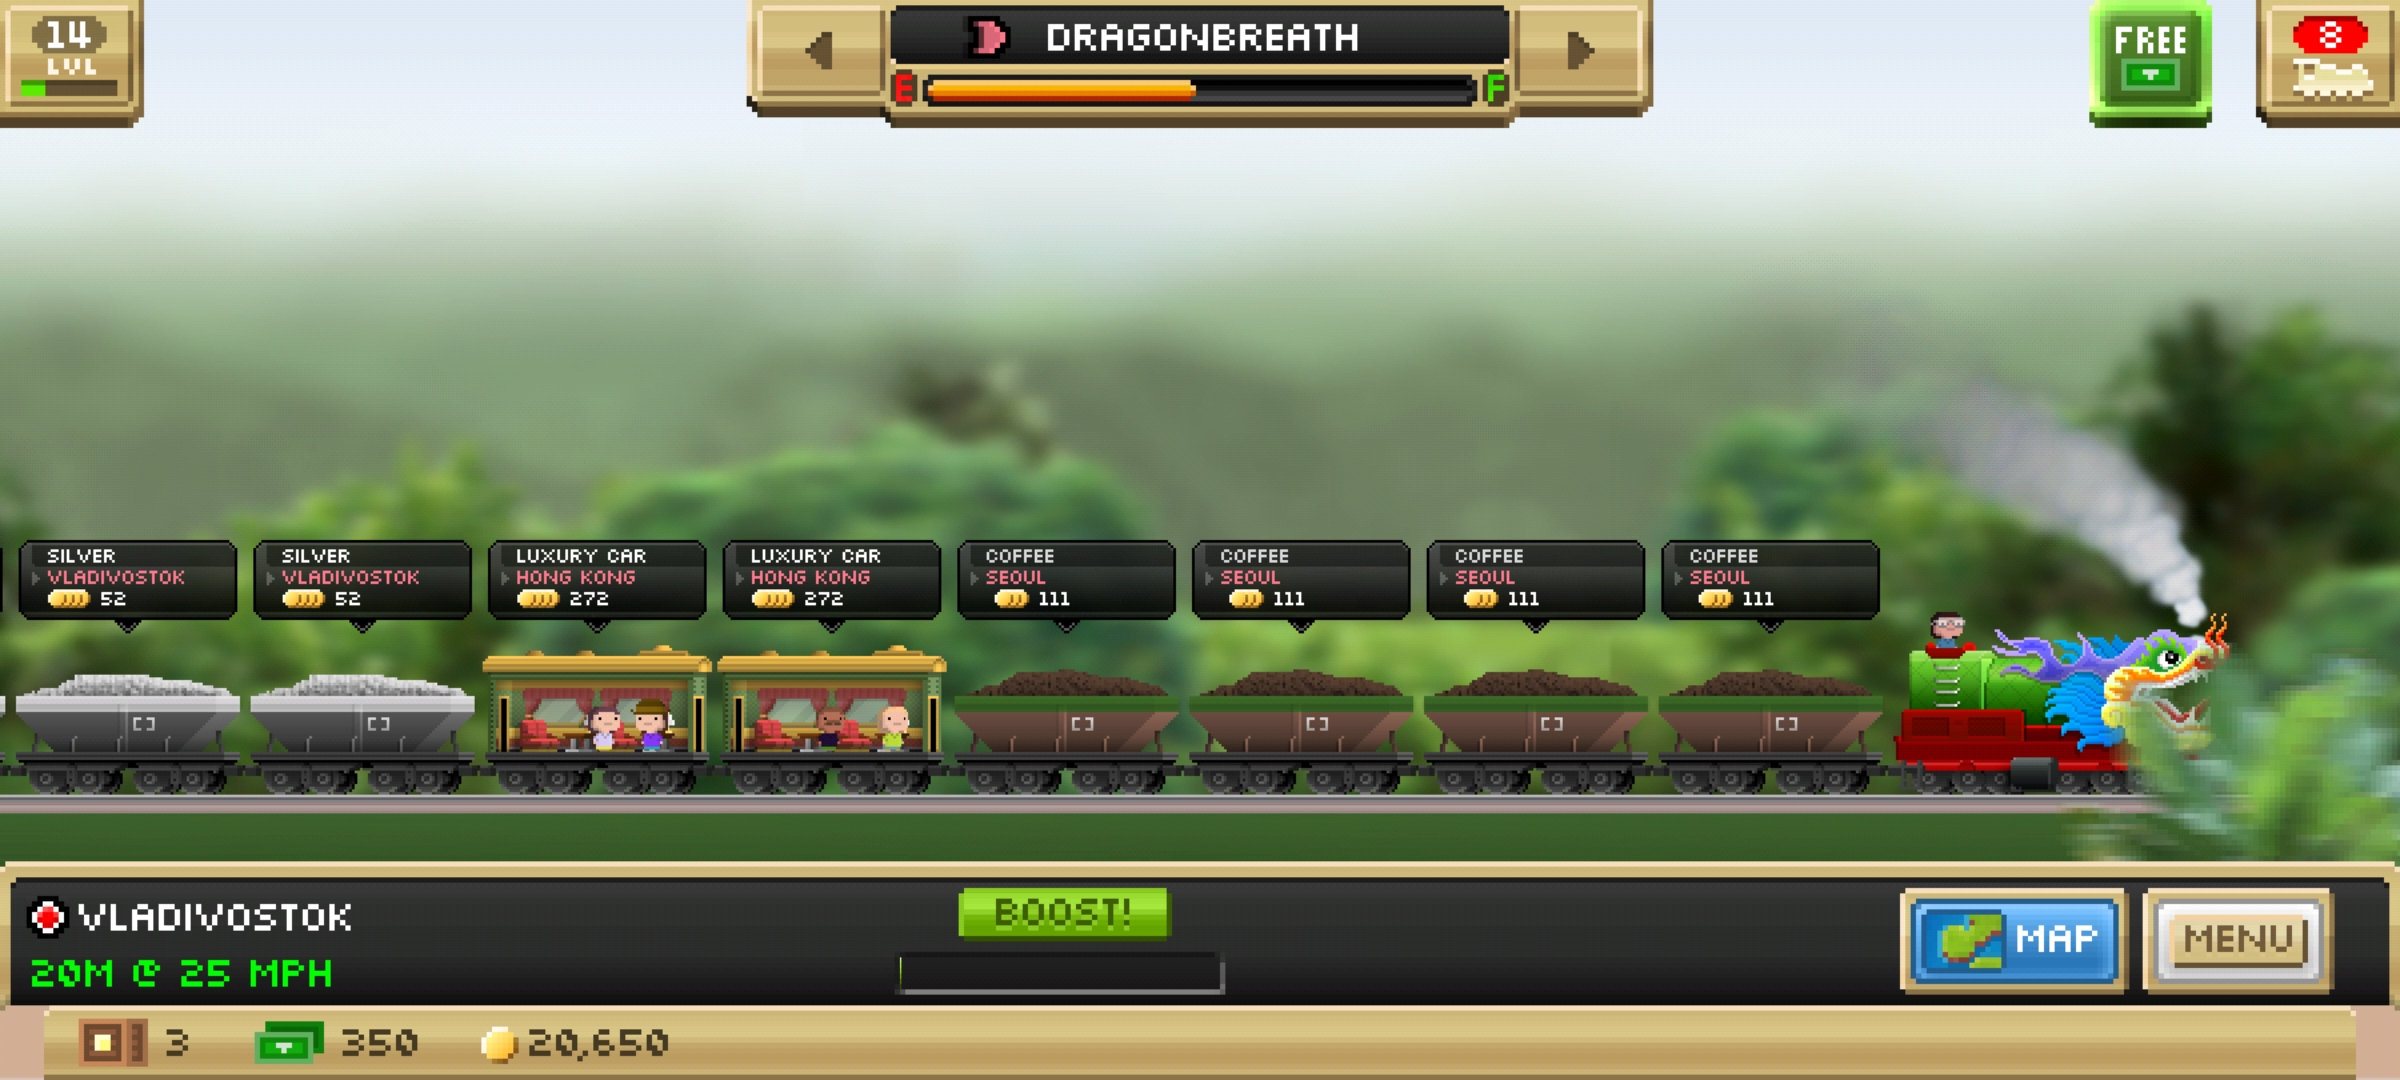 14
LVL
DRAGONBREATH
E
F
FREE
8
SILVER
VLADIVOSTOK
52
SILVER
VLADIVOSTOK
52
LUXURY CAR
HONG KONG
272
LUXURY CAR
HONG KONG
272
COFFEE
SEOUL
111
COFFEE
SEOUL
111
COFFEE
SEOUL
111
COFFEE
SEOUL
111
VLADIVOSTOK
20M @ 25 MPH
BOOST!
MAP
MENU
3
350
20,650